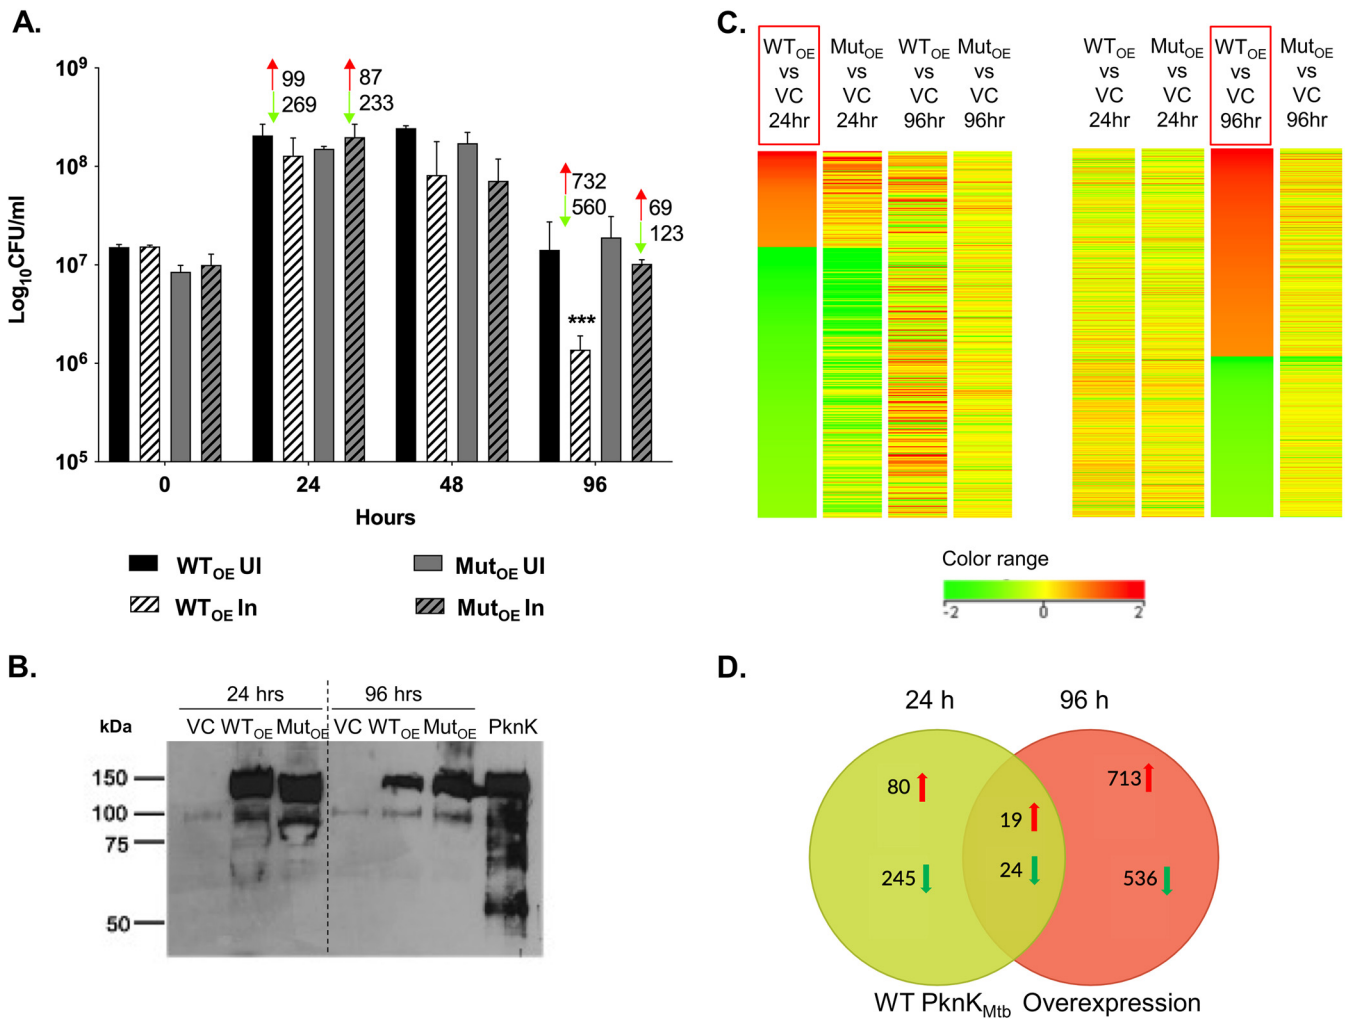 A.
10⁹
10⁸
10⁷
10⁶
10⁵
Log₁₀CFU/ml
99
269
87
233
732
560
69
123
***
0 24 48 96
Hours
WT_OE UI
Mut_OE UI
WT_OE In
Mut_OE In
B.
24 hrs 96 hrs
kDa VC WT_OE Mut_OE VC WT_OE Mut_OE PknK
150
100
75
50
C.
WT_OE Mut_OE WT_OE Mut_OE WT_OE Mut_OE WT_OE Mut_OE
vs vs vs vs vs vs vs vs
VC VC VC VC VC VC VC VC
24hr 24hr 96hr 96hr 24hr 24hr 96hr 96hr
Color range
-2 0 2
D.
24 h 96 h
80 713
19
24
245 536
WT PknK_Mtb Overexpression